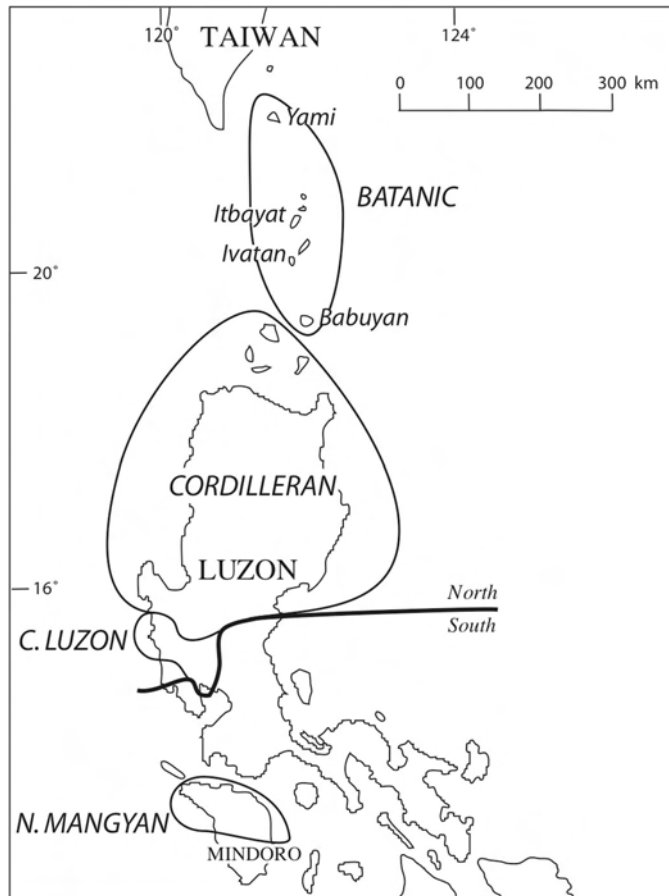 120°
124°
TAIWAN
0 100 200 300 km
Yami
BATANIC
Itbayat
Ivatan
20°
Babuyan
CORDILLERAN
LUZON
16°
North
South
C. LUZON
N. MANGYAN
MINDORO